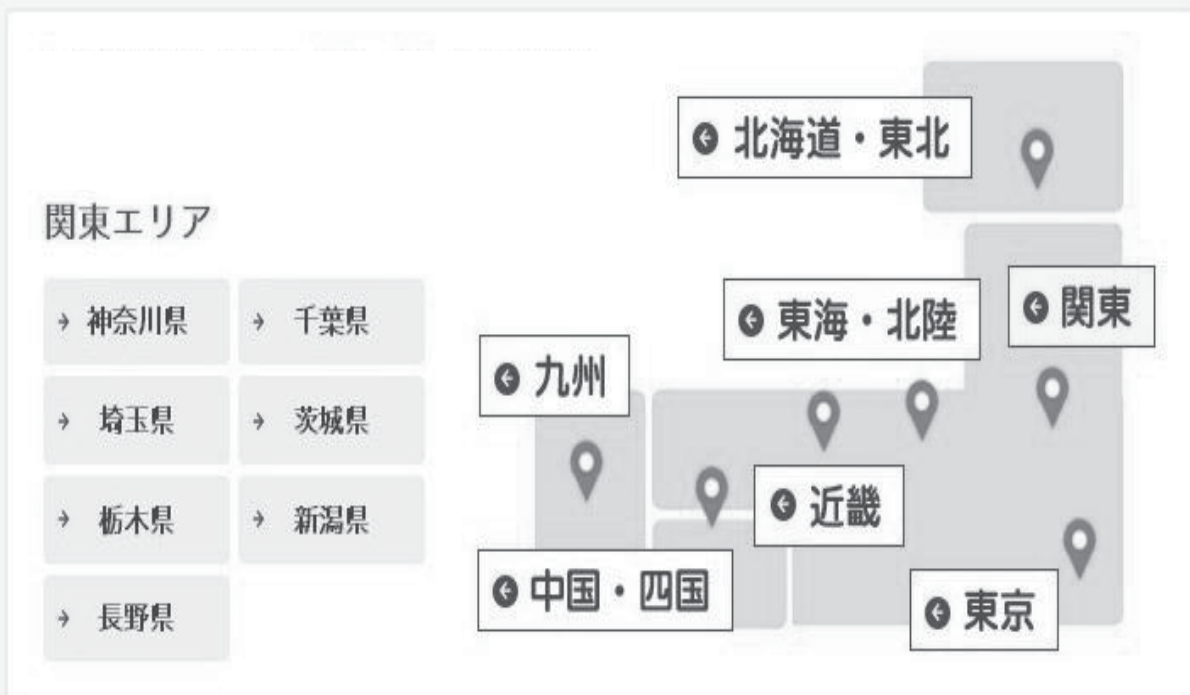 北海道・東北
関東エリア
東海・北陸
関東
神奈川県
千葉県
九州
埼玉県
茨城県
近畿
栃木県
新潟県
中国・四国
東京
長野県